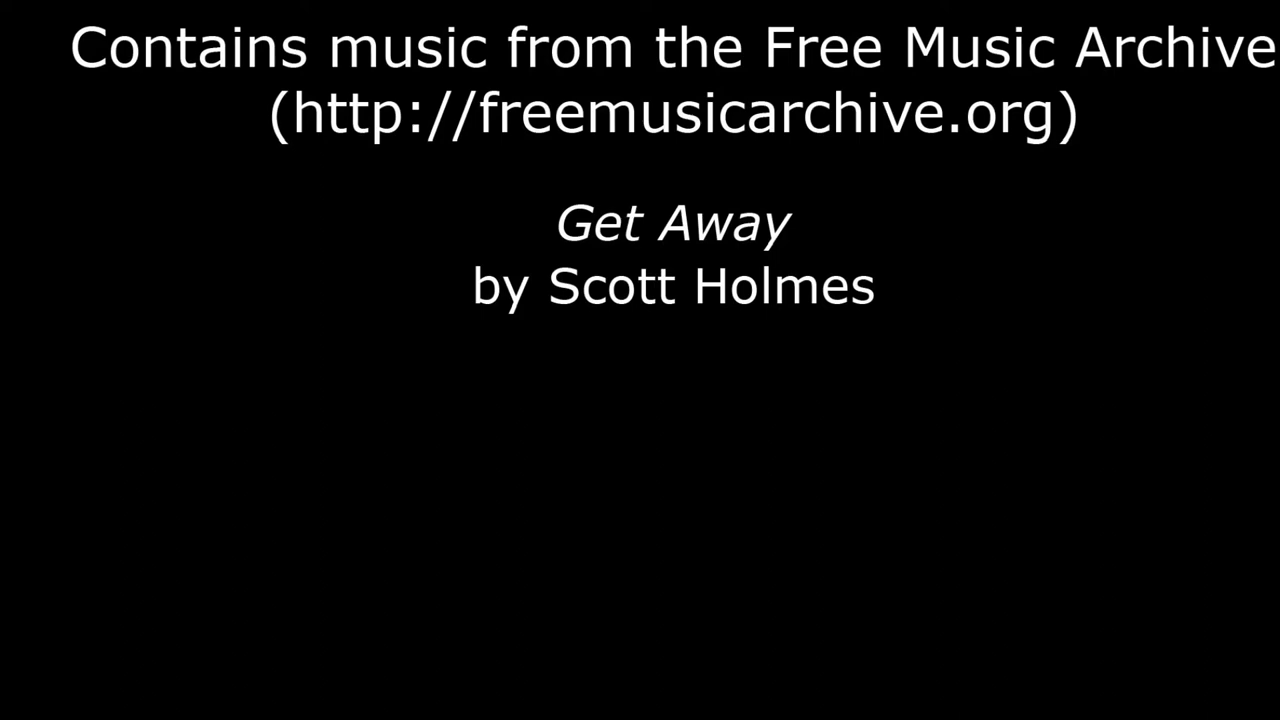 Contains music from the Free Music Archive
(http://freemusicarchive.org)
Get Away
by Scott Holmes